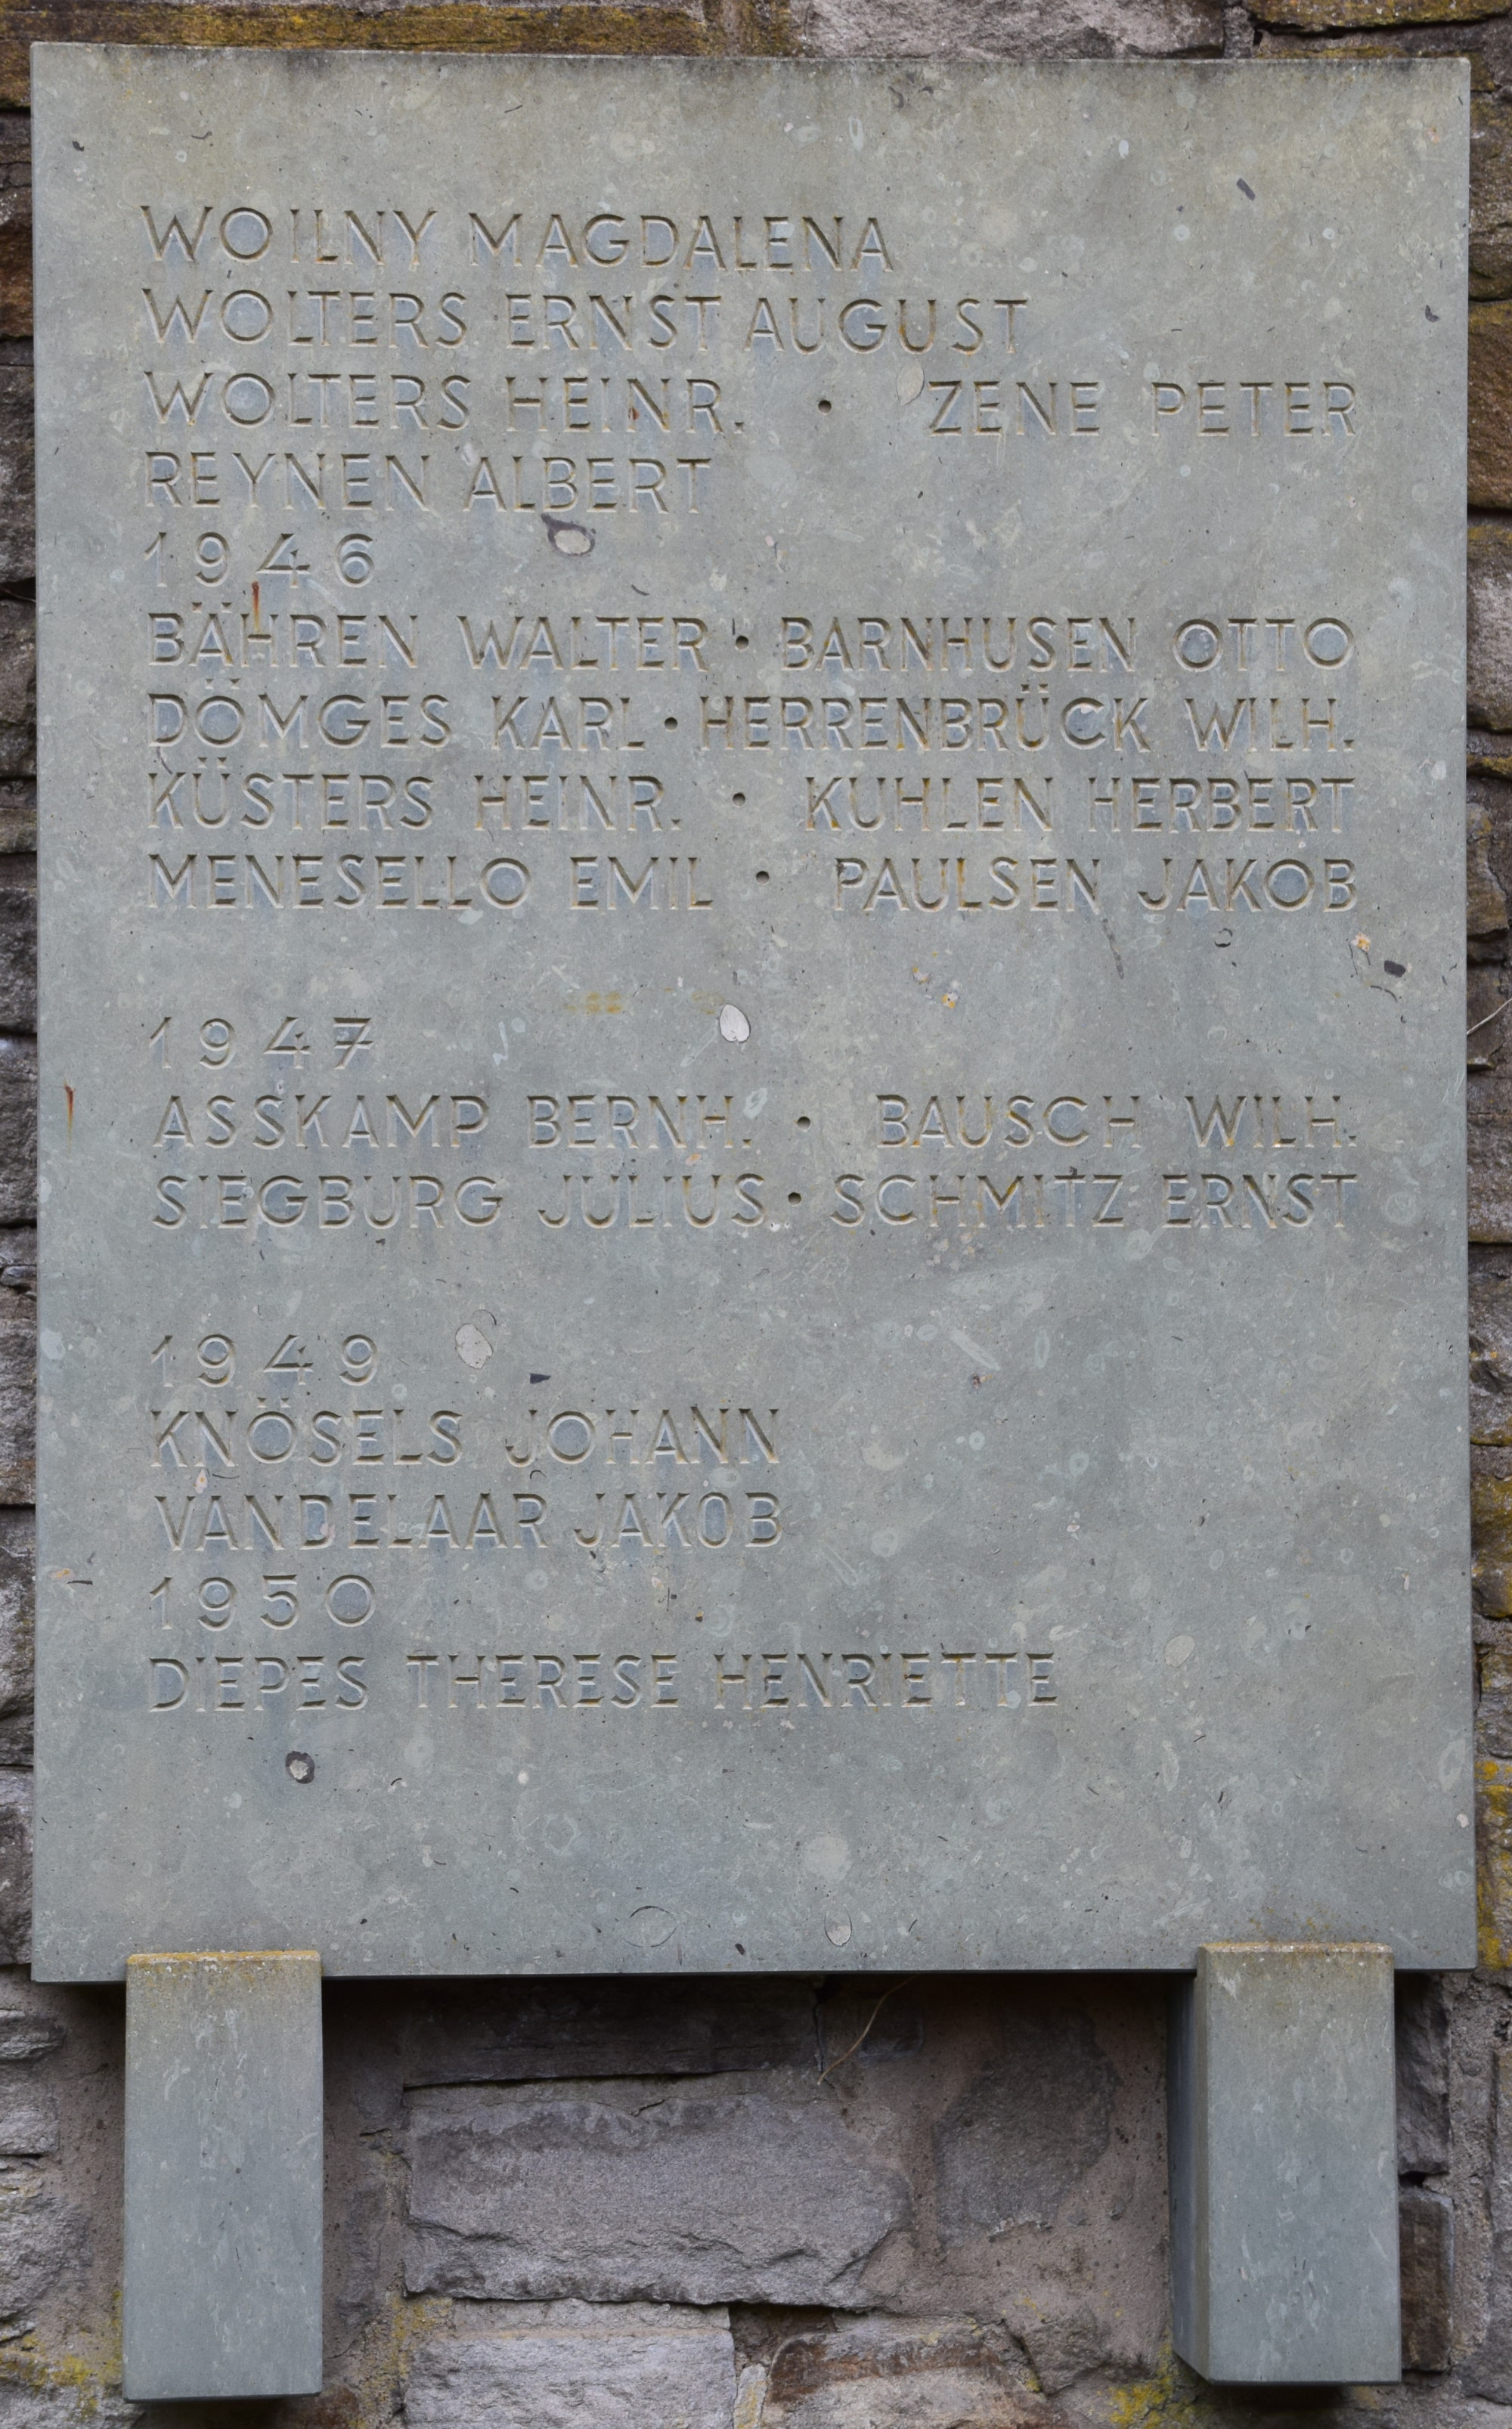 WOILNY MAGDALENA
WOLTERS ERNST AUGUST
WOLTERS HEINR. • ZENE PETER
REYNEN ALBERT
1946
BÄHREN WALTER • BARNHUSEN OTTO
DÖMGES KARL • HERRENBRÜCK WILH.
KÜSTERS HEINR. • KUHLEN HERBERT
MENESELLO EMIL • PAULSEN JAKOB
1947
ASSKAMP BERNH. • BAUSCH WILH.
SIEGBURG JULIUS • SCHMITZ ERNST
1949
KNÖSELS JOHANN
VANDELAAR JAKOB
1950
DIEPES THERESE HENRIETTE